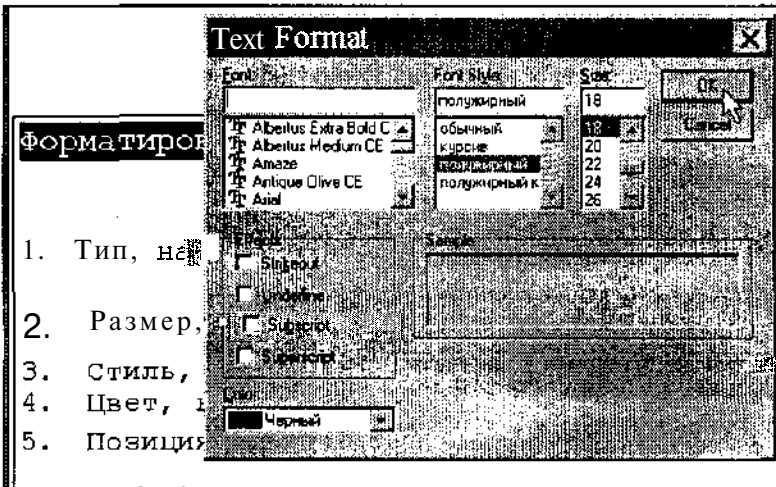 Text Format
Font:
Font Style:
Size:
полужирный
18
OK
Cancel
Albertus Extra Bold C
Albertus Medium CE
Amaze
Antique Olive CE
Arial
обычный
курсив
полужирный
полужирный к
18
20
22
24
26
Effects
Strikeout
Underline
Subscript
Superscript
Sample
Color:
Черный
Форматиров
1. Тип, на
2. Размер,
3. Стиль,
4. Цвет,
5. Позиция